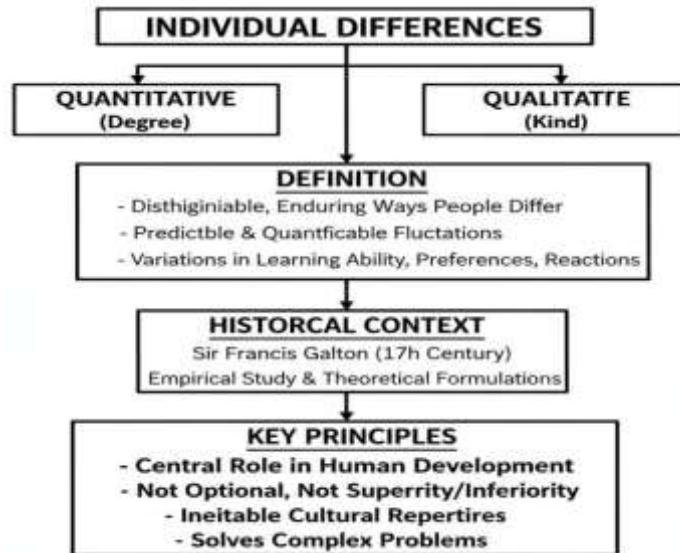 INDIVIDUAL DIFFERENCES
QUANTITATIVE
(Degree)
QUALITATTE
(Kind)
DEFINITION
- Disthiginiable, Enduring Ways People Differ
- Predictble & Quantficable Fluctations
- Variations in Learning Ability, Preferences, Reactions
HISTORCAL CONTEXT
Sir Francis Galton (17h Century)
Empirical Study & Theoretical Formulations
KEY PRINCIPLES
- Central Role in Human Development
- Not Optional, Not Superrity/Inferiority
- Ineitable Cultural Repertires
- Solves Complex Problems